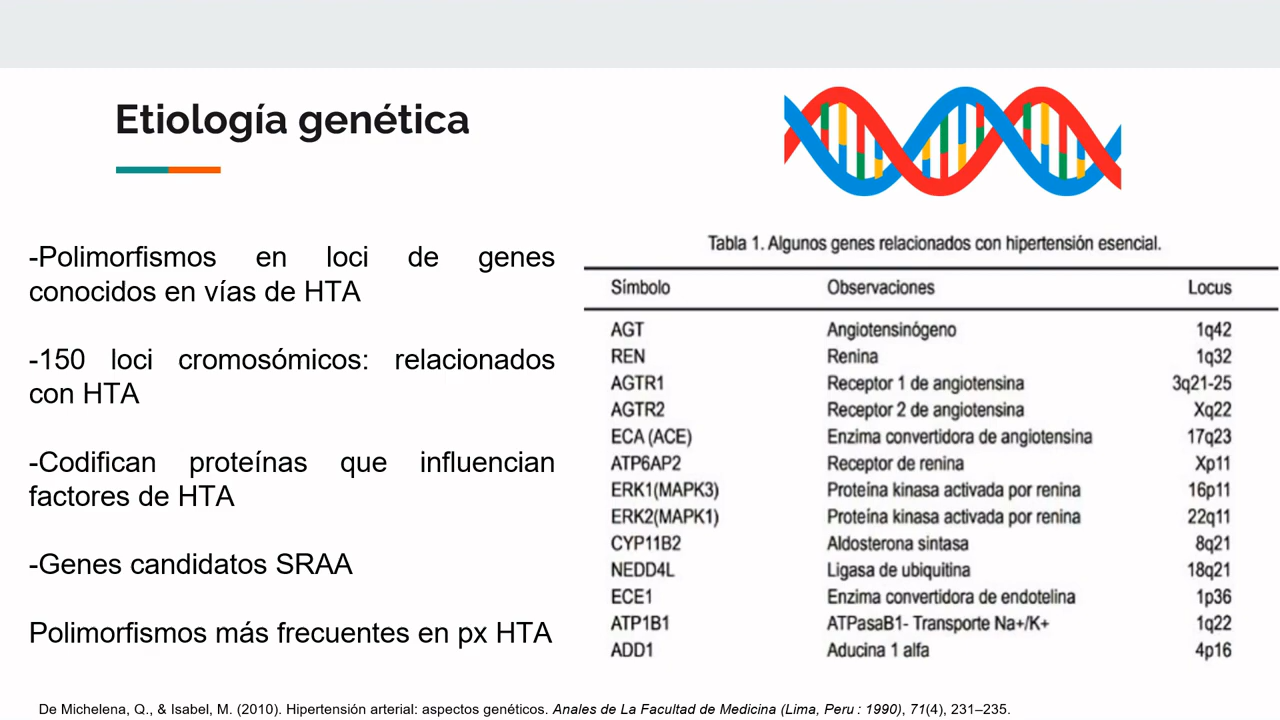 Etiología genética
-Polimorfismos en loci de genes
conocidos en vías de HTA
-150 loci cromosómicos: relacionados
con HTA
-Codifican proteínas que influencian
factores de HTA
-Genes candidatos SRAA
Polimorfismos más frecuentes en px HTA
Tabla 1. Algunos genes relacionados con hipertensión esencial.
Símbolo Observaciones Locus
AGT Angiotensinógeno 1q42
REN Renina 1q32
AGTR1 Receptor 1 de angiotensina 3q21-25
AGTR2 Receptor 2 de angiotensina Xq22
ECA (ACE) Enzima convertidora de angiotensina 17q23
ATP6AP2 Receptor de renina Xp11
ERK1(MAPK3) Proteína kinasa activada por renina 16p11
ERK2(MAPK1) Proteína kinasa activada por renina 22q11
CYP11B2 Aldosterona sintasa 8q21
NEDD4L Ligasa de ubiquitina 18q21
ECE1 Enzima convertidora de endotelina 1p36
ATP1B1 ATPasaB1- Transporte Na+/K+ 1q22
ADD1 Aducina 1 alfa 4p16
De Michelena, Q., & Isabel, M. (2010). Hipertensión arterial: aspectos genéticos. Anales de La Facultad de Medicina (Lima, Peru : 1990), 71(4), 231–235.